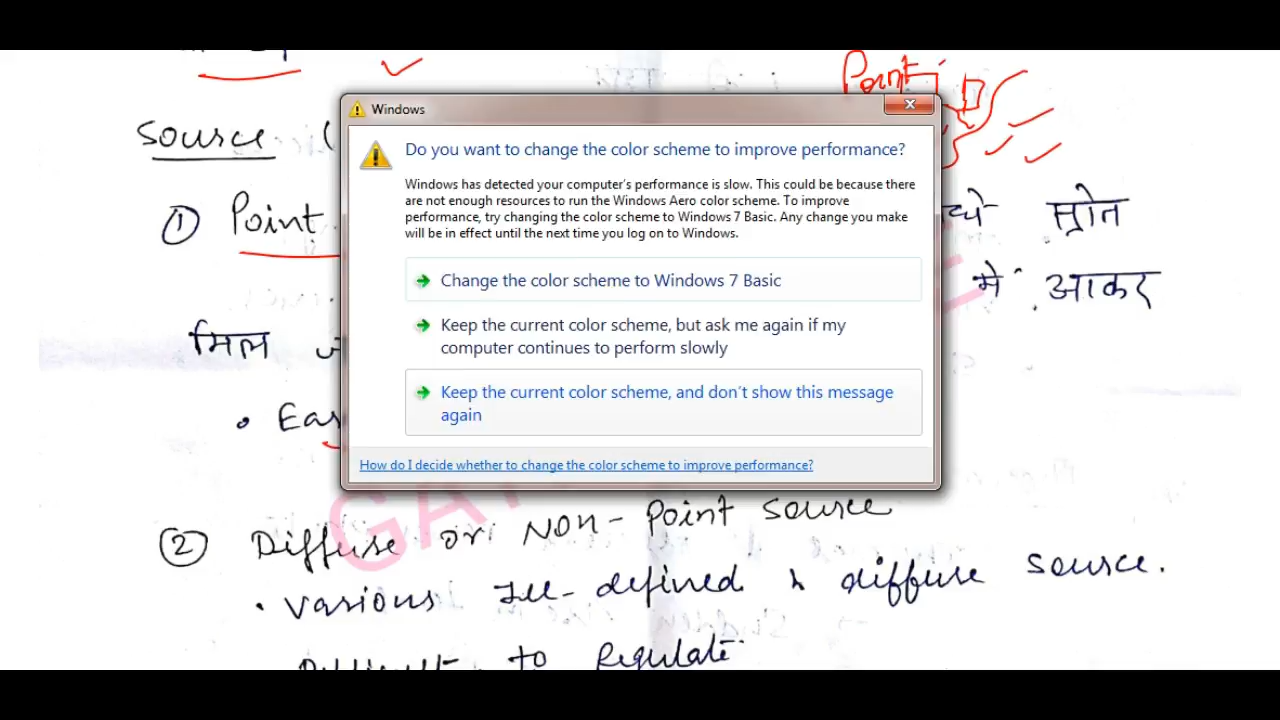 Point
Windows
source (
Do you want to change the color scheme to improve performance?
Windows has detected your computer's performance is slow. This could be because there
are not enough resources to run the Windows Aero color scheme. To improve
performance, try changing the color scheme to Windows 7 Basic. Any change you make
will be in effect until the next time you log on to Windows.
① Point
स्रोत
Change the color scheme to Windows 7 Basic
मे आकर
Keep the current color scheme, but ask me again if my
computer continues to perform slowly
मिल
Keep the current color scheme, and don't show this message
again
• Eas
How do I decide whether to change the color scheme to improve performance?
GAT
② Diffuse or Non-Point source
• various Ill-defined & diffuse source.
Difficult to Regulate